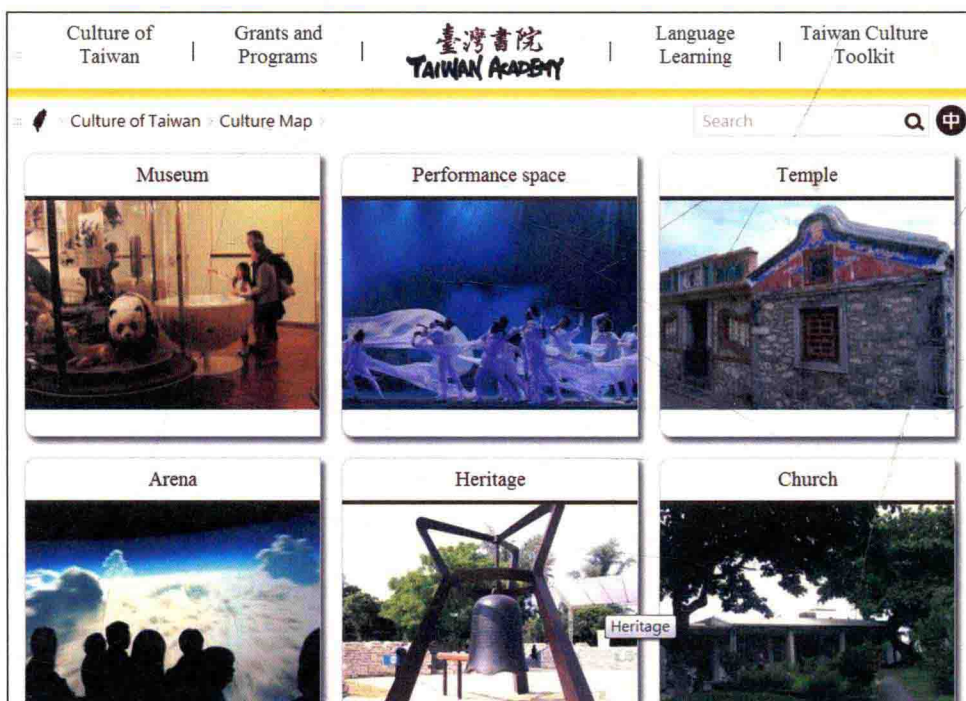 Culture of Taiwan
Grants and Programs
臺灣書院
TAIWAN ACADEMY
Language Learning
Taiwan Culture Toolkit
Culture of Taiwan
Culture Map
Search
中
Museum
Performance space
Temple
Arena
Heritage
Church
Heritage